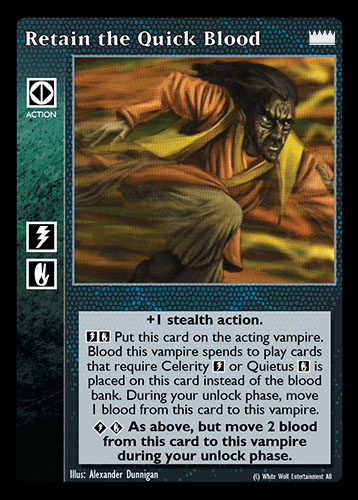 Retain the Quick Blood
ACTION
+1 stealth action.
Put this card on the acting vampire.
Blood this vampire spends to play cards
that require Celerity or Quietus is
placed on this card instead of the blood
bank. During your unlock phase, move
1 blood from this card to this vampire.
As above, but move 2 blood
from this card to this vampire
during your unlock phase.
Illus: Alexander Dunnigan
(C) White Wolf Entertainment AB